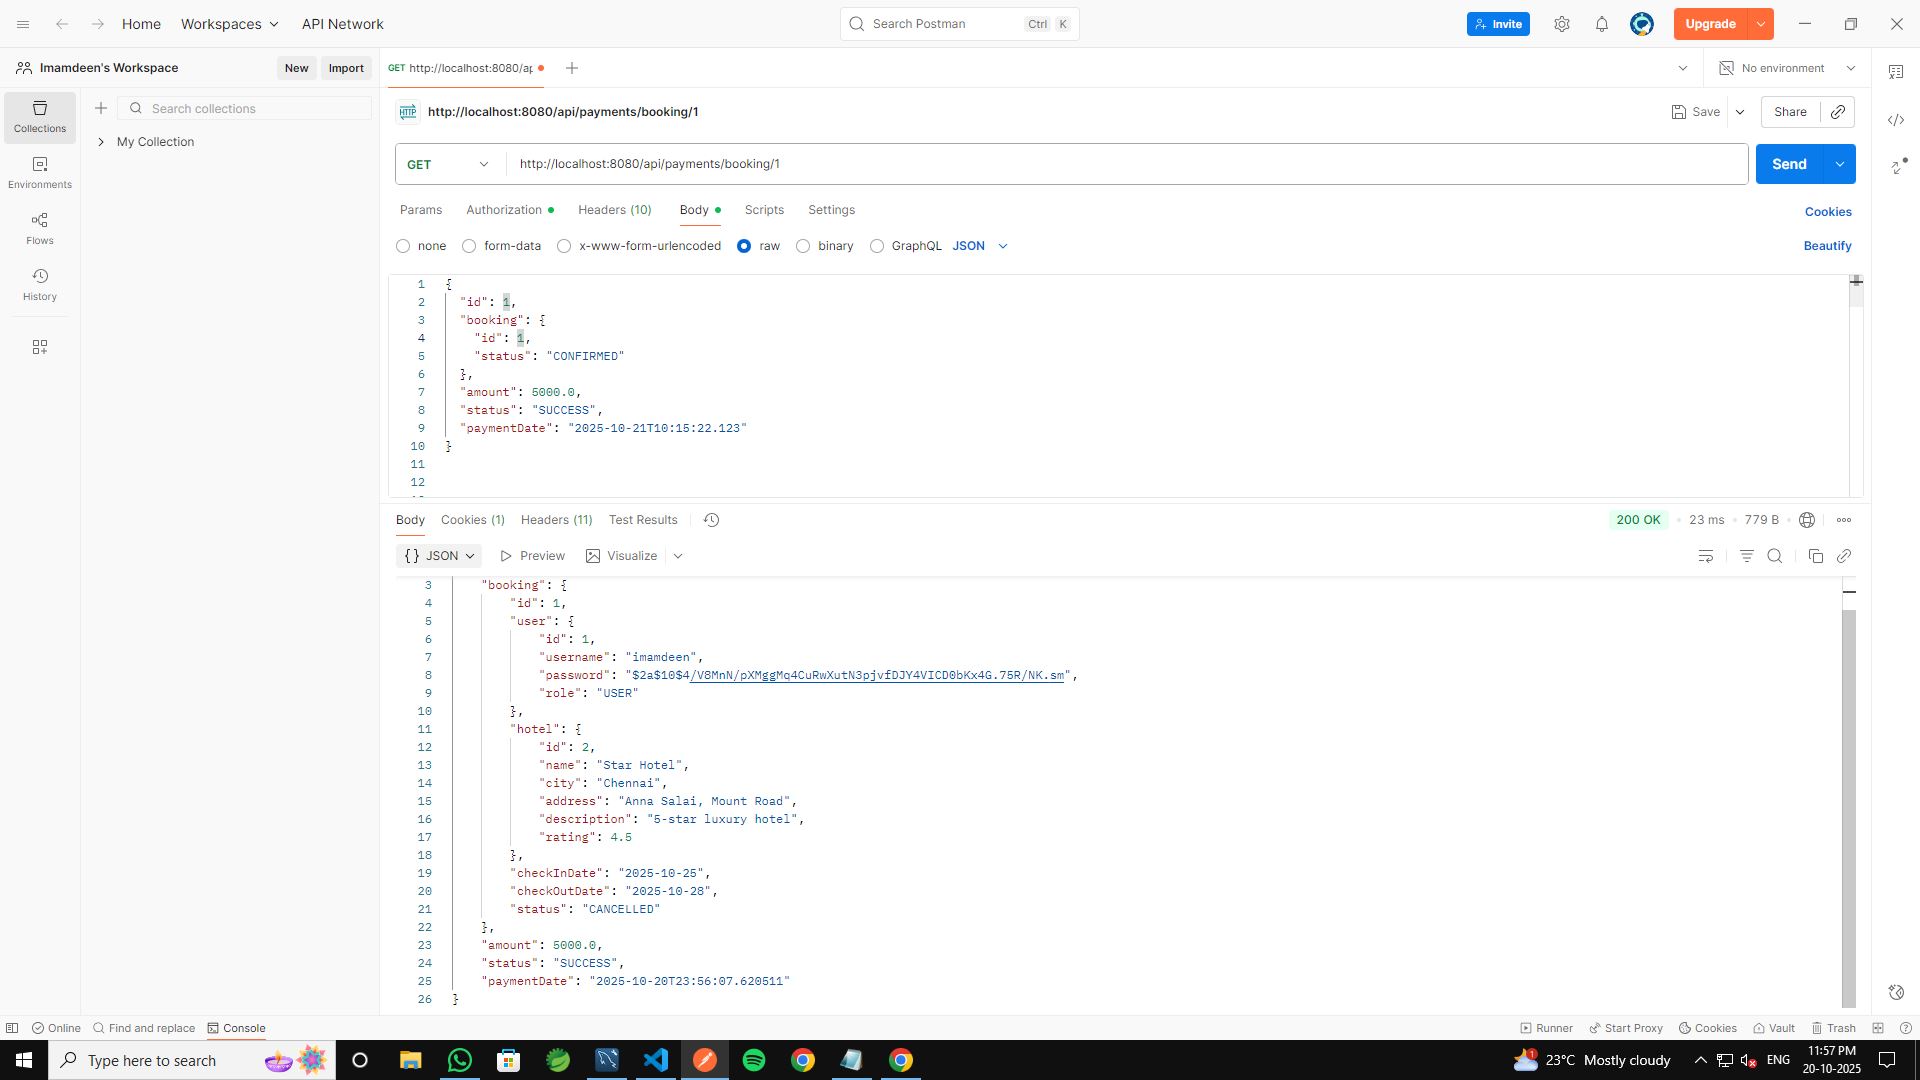 Home Workspaces API Network Search Postman Ctrl K Invite Upgrade
Imamdeen's Workspace New Import GET http://localhost:8080/ap No environment
Search collections
Collections
My Collection
Environments
Flows
History
HTTP http://localhost:8080/api/payments/booking/1 Save Share
GET http://localhost:8080/api/payments/booking/1 Send
Params Authorization Headers (10) Body Scripts Settings Cookies
none form-data x-www-form-urlencoded raw binary GraphQL JSON Beautify
1 {
2 "id": 1,
3 "booking": {
4 "id": 1,
5 "status": "CONFIRMED"
6 },
7 "amount": 5000.0,
8 "status": "SUCCESS",
9 "paymentDate": "2025-10-21T10:15:22.123"
10 }
11
12
Body Cookies (1) Headers (11) Test Results 200 OK • 23 ms • 779 B
{} JSON Preview Visualize
3 "booking": {
4 "id": 1,
5 "user": {
6 "id": 1,
7 "username": "imamdeen",
8 "password": "$2a$10$4/V8MnN/pXMggMq4CuRwXutN3pjvfDJY4VICD0bKx4G.75R/NK.sm",
9 "role": "USER"
10 },
11 "hotel": {
12 "id": 2,
13 "name": "Star Hotel",
14 "city": "Chennai",
15 "address": "Anna Salai, Mount Road",
16 "description": "5-star luxury hotel",
17 "rating": 4.5
18 },
19 "checkInDate": "2025-10-25",
20 "checkOutDate": "2025-10-28",
21 "status": "CANCELLED"
22 },
23 "amount": 5000.0,
24 "status": "SUCCESS",
25 "paymentDate": "2025-10-20T23:56:07.620511"
26 }
Online Find and replace Console Runner Start Proxy Cookies Vault Trash
Type here to search 1 23°C Mostly cloudy ENG 11:57 PM
20-10-2025